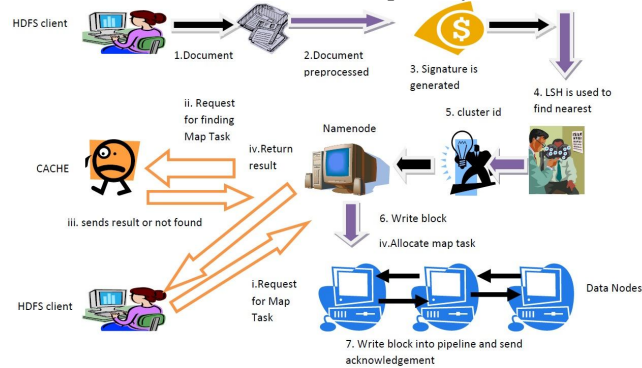 HDFS client
1.Document
2.Document
preprocessed
3. Signature is
generated
4. LSH is used to
find nearest
5. cluster id
Namenode
ii. Request
for finding
Map Task
iv.Return
result
CACHE
iii. sends result or not found
6. Write block
iv.Allocate map task
i.Request
for Map
Task
HDFS client
Data Nodes
7. Write block into pipeline and send
acknowledgement